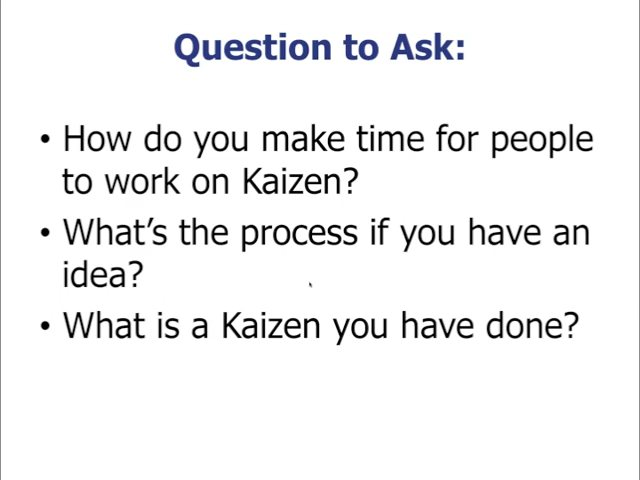 Question to Ask:
• How do you make time for people
to work on Kaizen?
• What’s the process if you have an
idea?
• What is a Kaizen you have done?